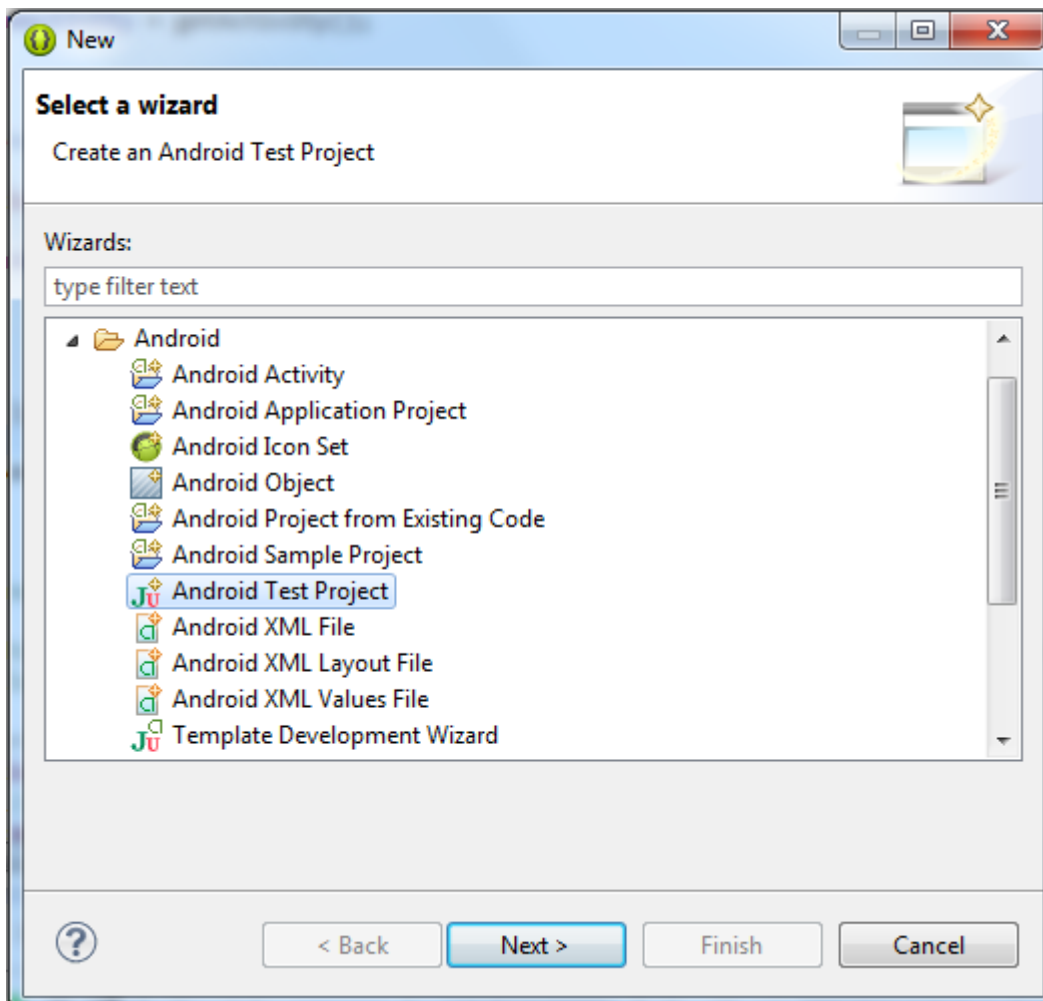 New
Select a wizard
Create an Android Test Project
Wizards:
type filter text
Android
Android Activity
Android Application Project
Android Icon Set
Android Object
Android Project from Existing Code
Android Sample Project
Android Test Project
Android XML File
Android XML Layout File
Android XML Values File
Template Development Wizard
< Back Next > Finish Cancel